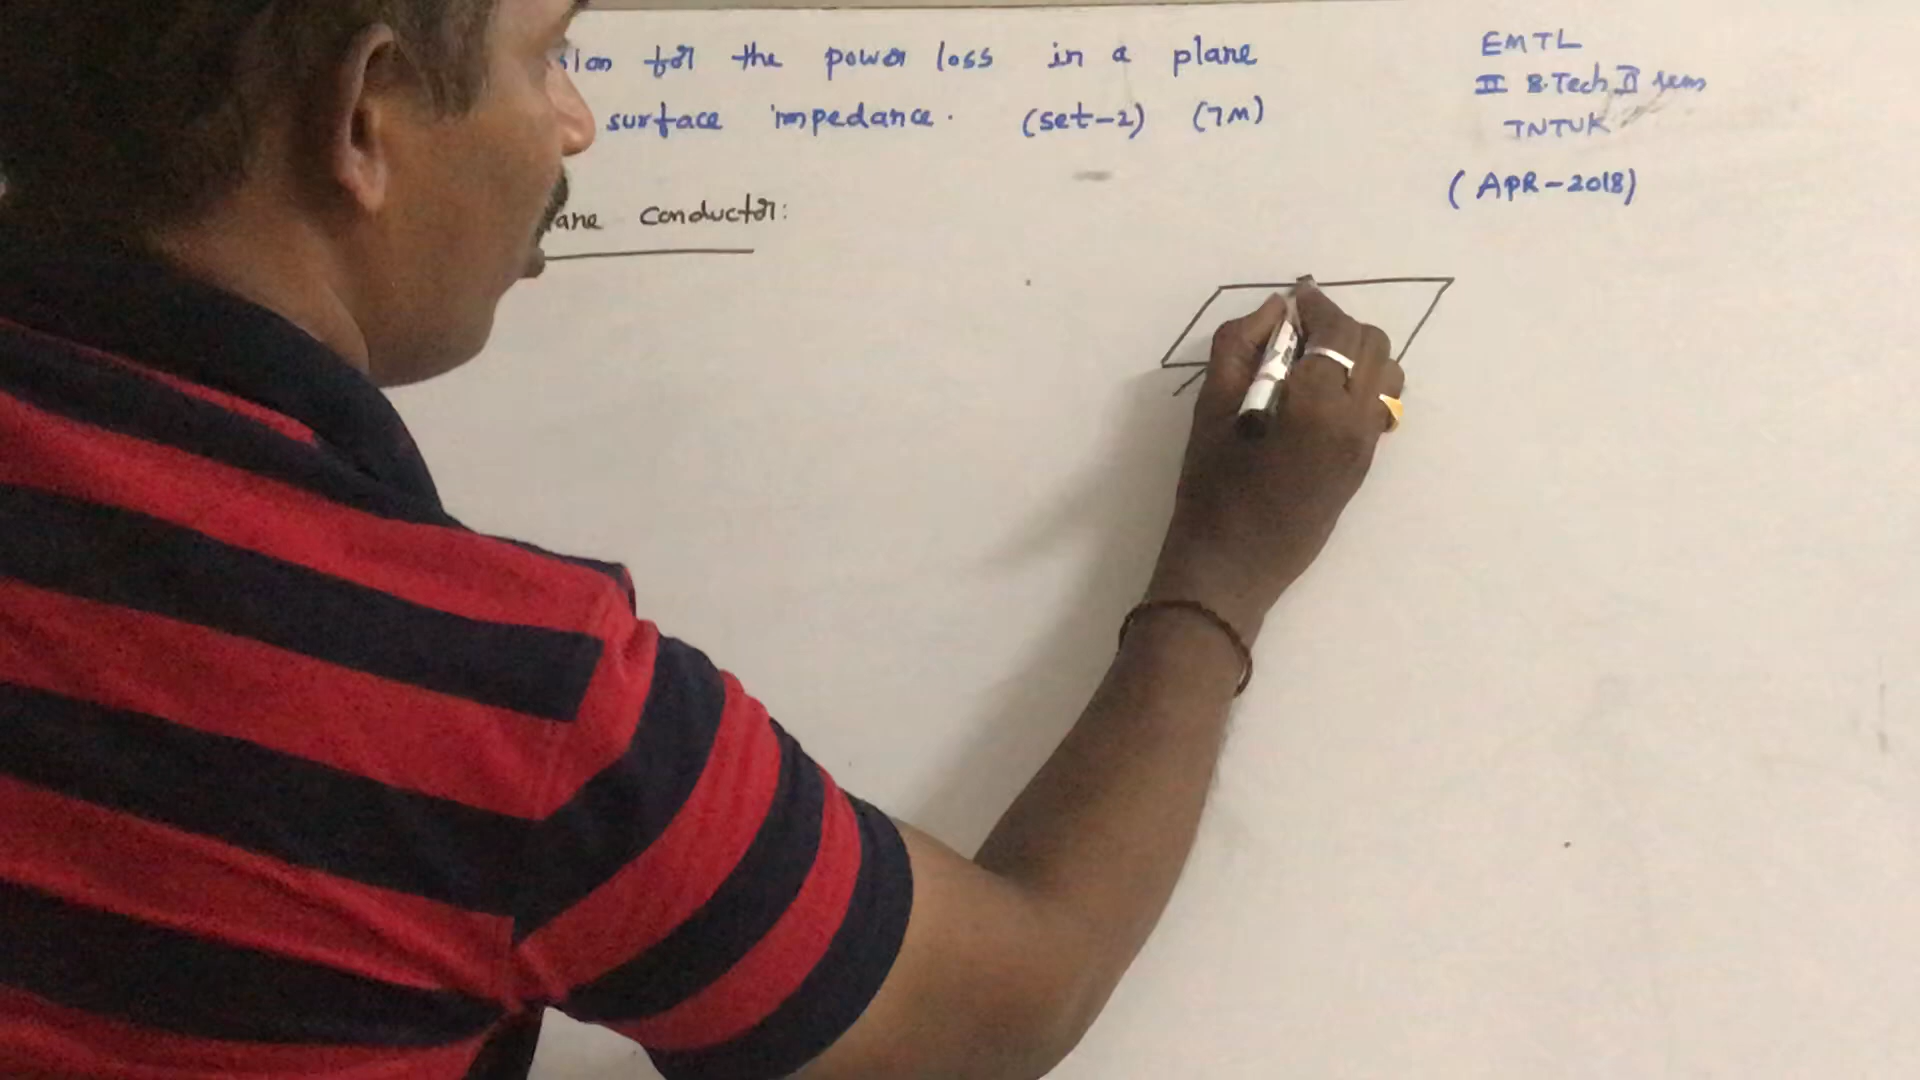 for the power loss in a plane
surface impedance. (set-2) (7M)
EMTL
II B.Tech II sem
JNTUK
(APR-2018)
Conductor: